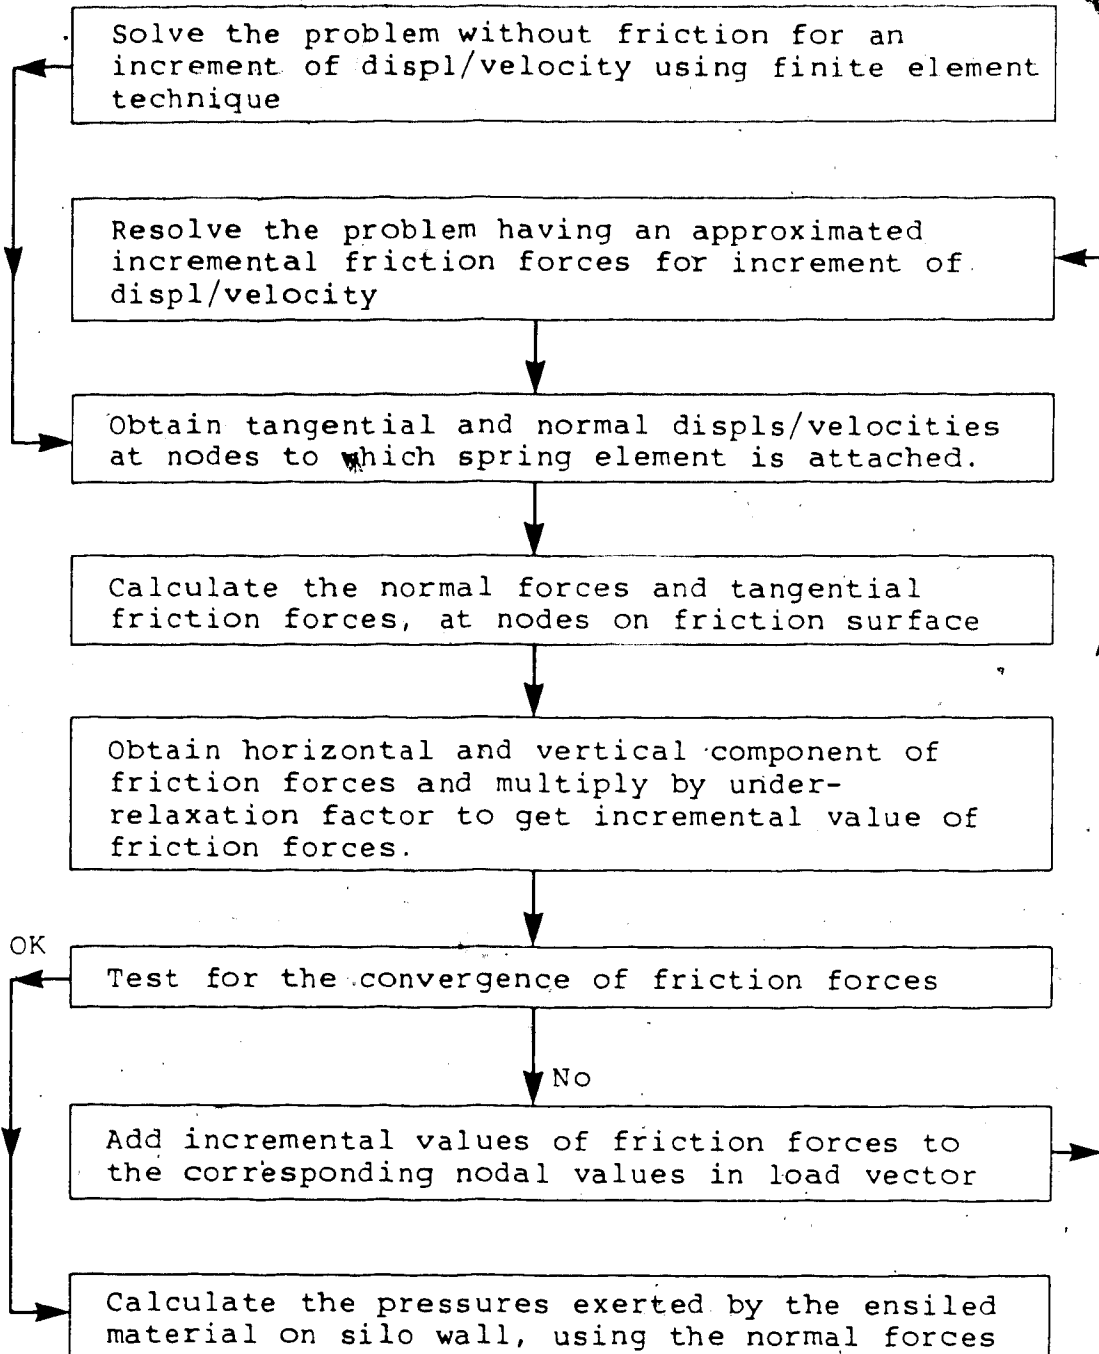 Solve the problem without friction for an
increment of displ/velocity using finite element
technique
Resolve the problem having an approximated
incremental friction forces for increment of
displ/velocity
Obtain tangential and normal displs/velocities
at nodes to which spring element is attached.
Calculate the normal forces and tangential
friction forces, at nodes on friction surface
Obtain horizontal and vertical component of
friction forces and multiply by under-
relaxation factor to get incremental value of
friction forces.
OK
Test for the convergence of friction forces
No
Add incremental values of friction forces to
the corresponding nodal values in load vector
Calculate the pressures exerted by the ensiled
material on silo wall, using the normal forces